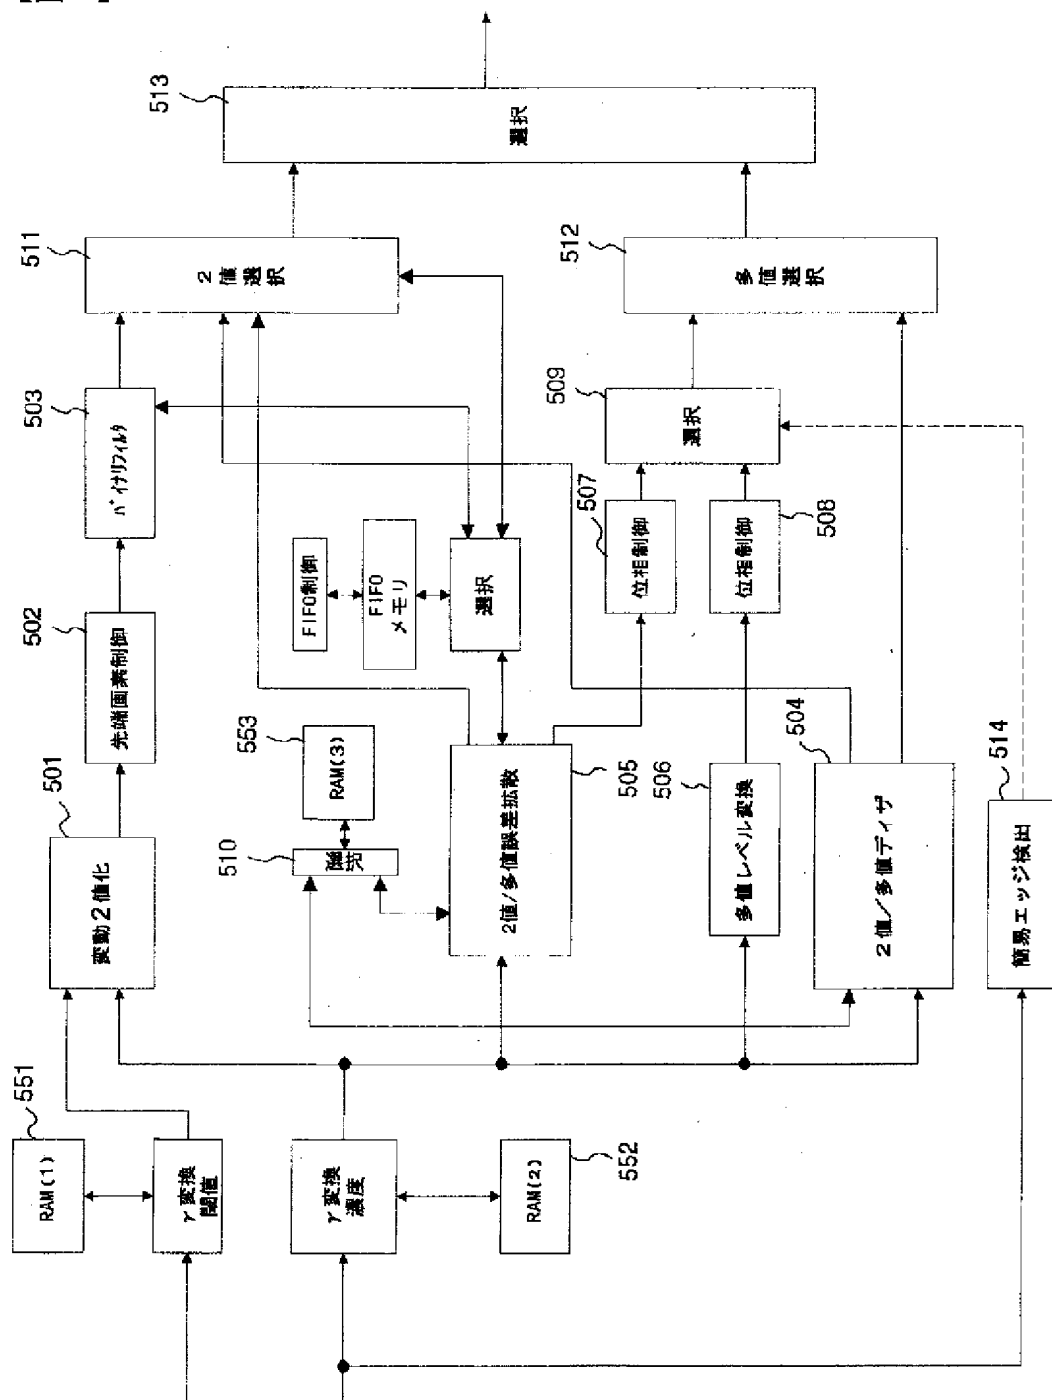 513
選択
511
2値
選
択
512
多値
選
択
503
バイナリフィルタ
509
選択
507
位相制御
508
位相制御
502
先端画素制御
FIFO制御
FIFO
メモリ
選択
501
変動2値化
553
RAM(3)
510
選択
505
2値/多値誤差拡散
506
多値レベル変換
504
2値/多値ディザ
514
簡易エッジ検出
551
RAM(1)
γ変換
閾値
γ変換
濃度
552
RAM(2)